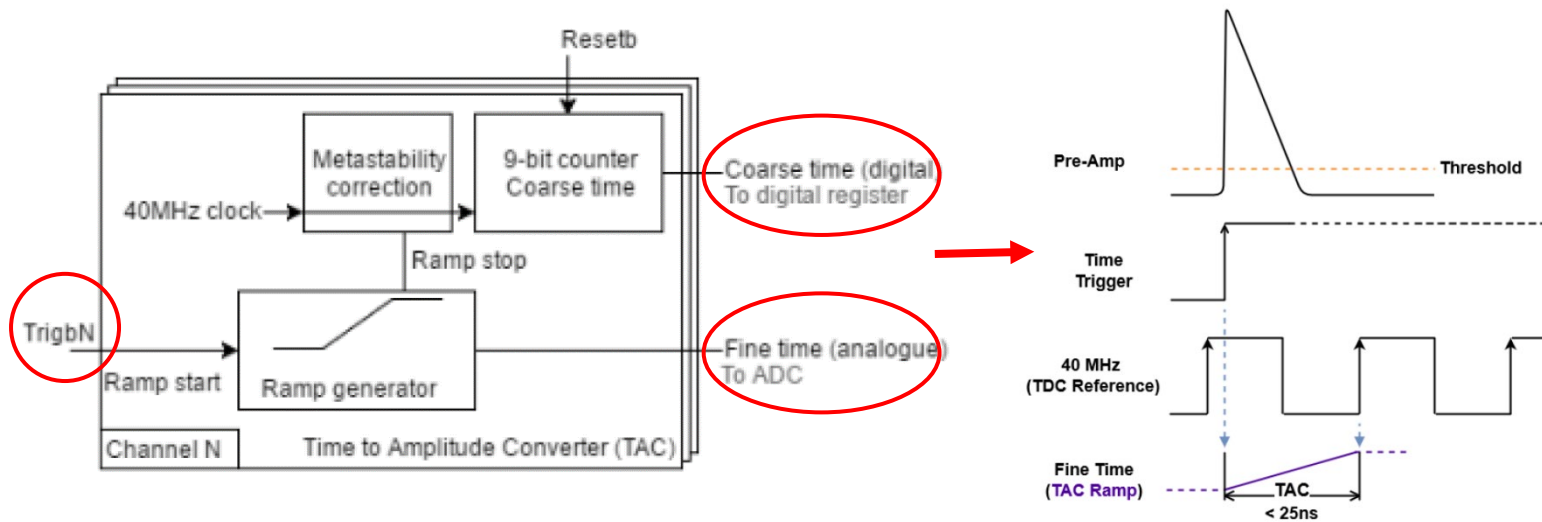 Resetb
Metastability
correction
9-bit counter
Coarse time
40MHz clock
Coarse time (digital)
To digital register
Ramp stop
TrigbN
Ramp start
Ramp generator
Fine time (analogue)
To ADC
Channel N
Time to Amplitude Converter (TAC)
Pre-Amp
Threshold
Time
Trigger
40 MHz
(TDC Reference)
Fine Time
(TAC Ramp)
TAC
< 25ns